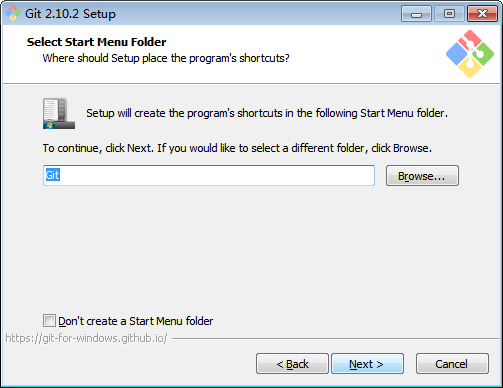 Git 2.10.2 Setup
Select Start Menu Folder
Where should Setup place the program's shortcuts?
Setup will create the program's shortcuts in the following Start Menu folder.
To continue, click Next. If you would like to select a different folder, click Browse.
Git
Browse...
Don't create a Start Menu folder
https://git-for-windows.github.io/
< Back
Next >
Cancel